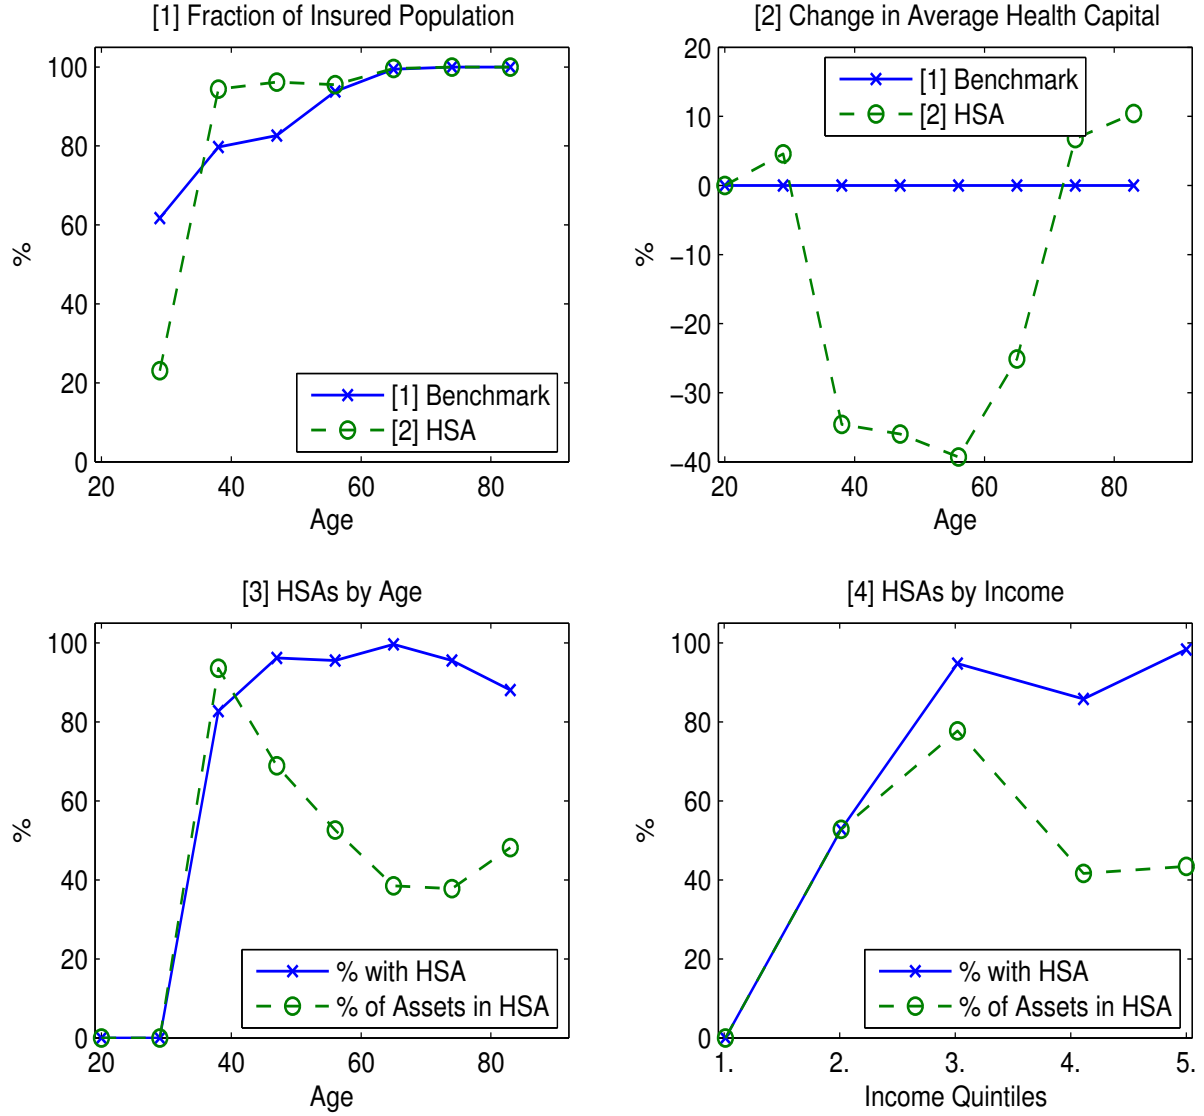 [1] Fraction of Insured Population
100
80
60
40
20
0
%
20 40 60 80
Age
[1] Benchmark
[2] HSA
[2] Change in Average Health Capital
20
10
0
−10
−20
−30
−40
%
20 40 60 80
Age
[1] Benchmark
[2] HSA
[3] HSAs by Age
100
80
60
40
20
0
%
20 40 60 80
Age
% with HSA
% of Assets in HSA
[4] HSAs by Income
100
80
60
40
20
0
%
1. 2. 3. 4. 5.
Income Quintiles
% with HSA
% of Assets in HSA